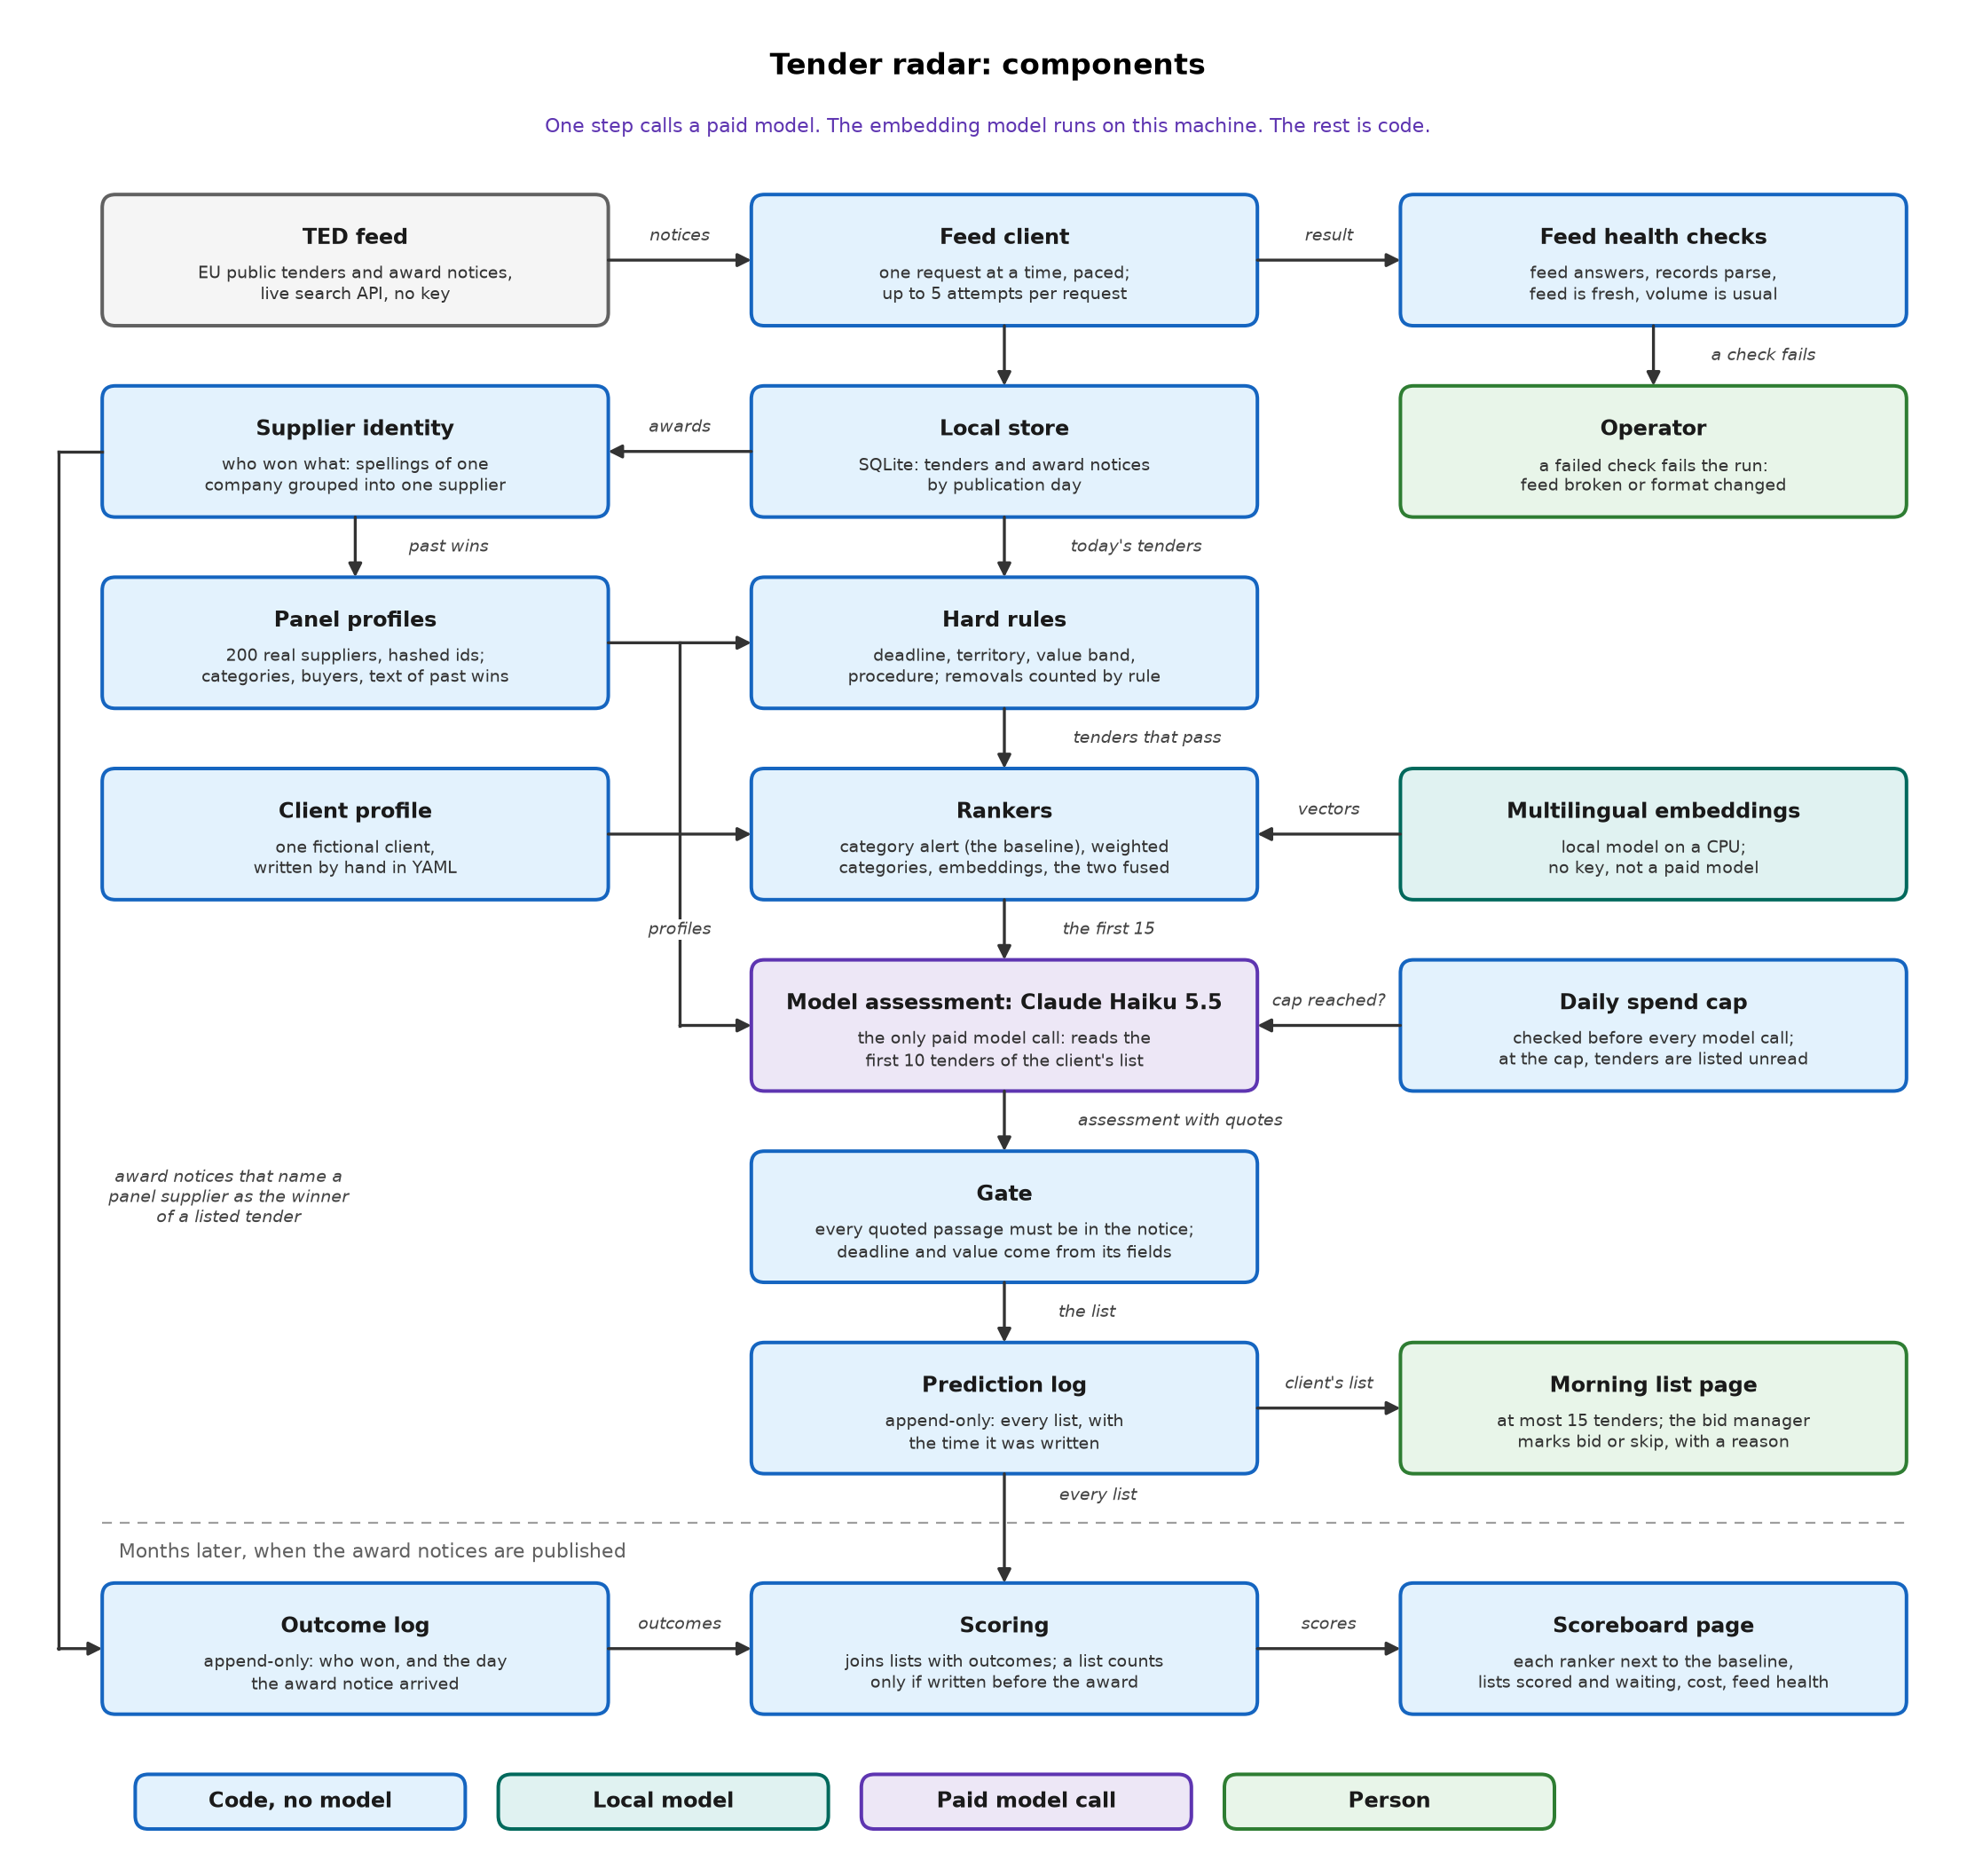 Tender radar: components
One step calls a paid model. The embedding model runs on this machine. The rest is code.
TED feed
EU public tenders and award notices,
live search API, no key
notices
Feed client
one request at a time, paced;
up to 5 attempts per request
result
Feed health checks
feed answers, records parse,
feed is fresh, volume is usual
a check fails
Supplier identity
who won what: spellings of one
company grouped into one supplier
awards
Local store
SQLite: tenders and award notices
by publication day
Operator
a failed check fails the run:
feed broken or format changed
past wins
today's tenders
Panel profiles
200 real suppliers, hashed ids;
categories, buyers, text of past wins
Hard rules
deadline, territory, value band,
procedure; removals counted by rule
tenders that pass
Client profile
one fictional client,
written by hand in YAML
Rankers
category alert (the baseline), weighted
categories, embeddings, the two fused
vectors
Multilingual embeddings
local model on a CPU;
no key, not a paid model
profiles
the first 15
Model assessment: Claude Haiku 5.5
the only paid model call: reads the
first 10 tenders of the client's list
cap reached?
Daily spend cap
checked before every model call;
at the cap, tenders are listed unread
assessment with quotes
award notices that name a
panel supplier as the winner
of a listed tender
Gate
every quoted passage must be in the notice;
deadline and value come from its fields
the list
Prediction log
append-only: every list, with
the time it was written
client's list
Morning list page
at most 15 tenders; the bid manager
marks bid or skip, with a reason
every list
Months later, when the award notices are published
Outcome log
append-only: who won, and the day
the award notice arrived
outcomes
Scoring
joins lists with outcomes; a list counts
only if written before the award
scores
Scoreboard page
each ranker next to the baseline,
lists scored and waiting, cost, feed health
Code, no model
Local model
Paid model call
Person